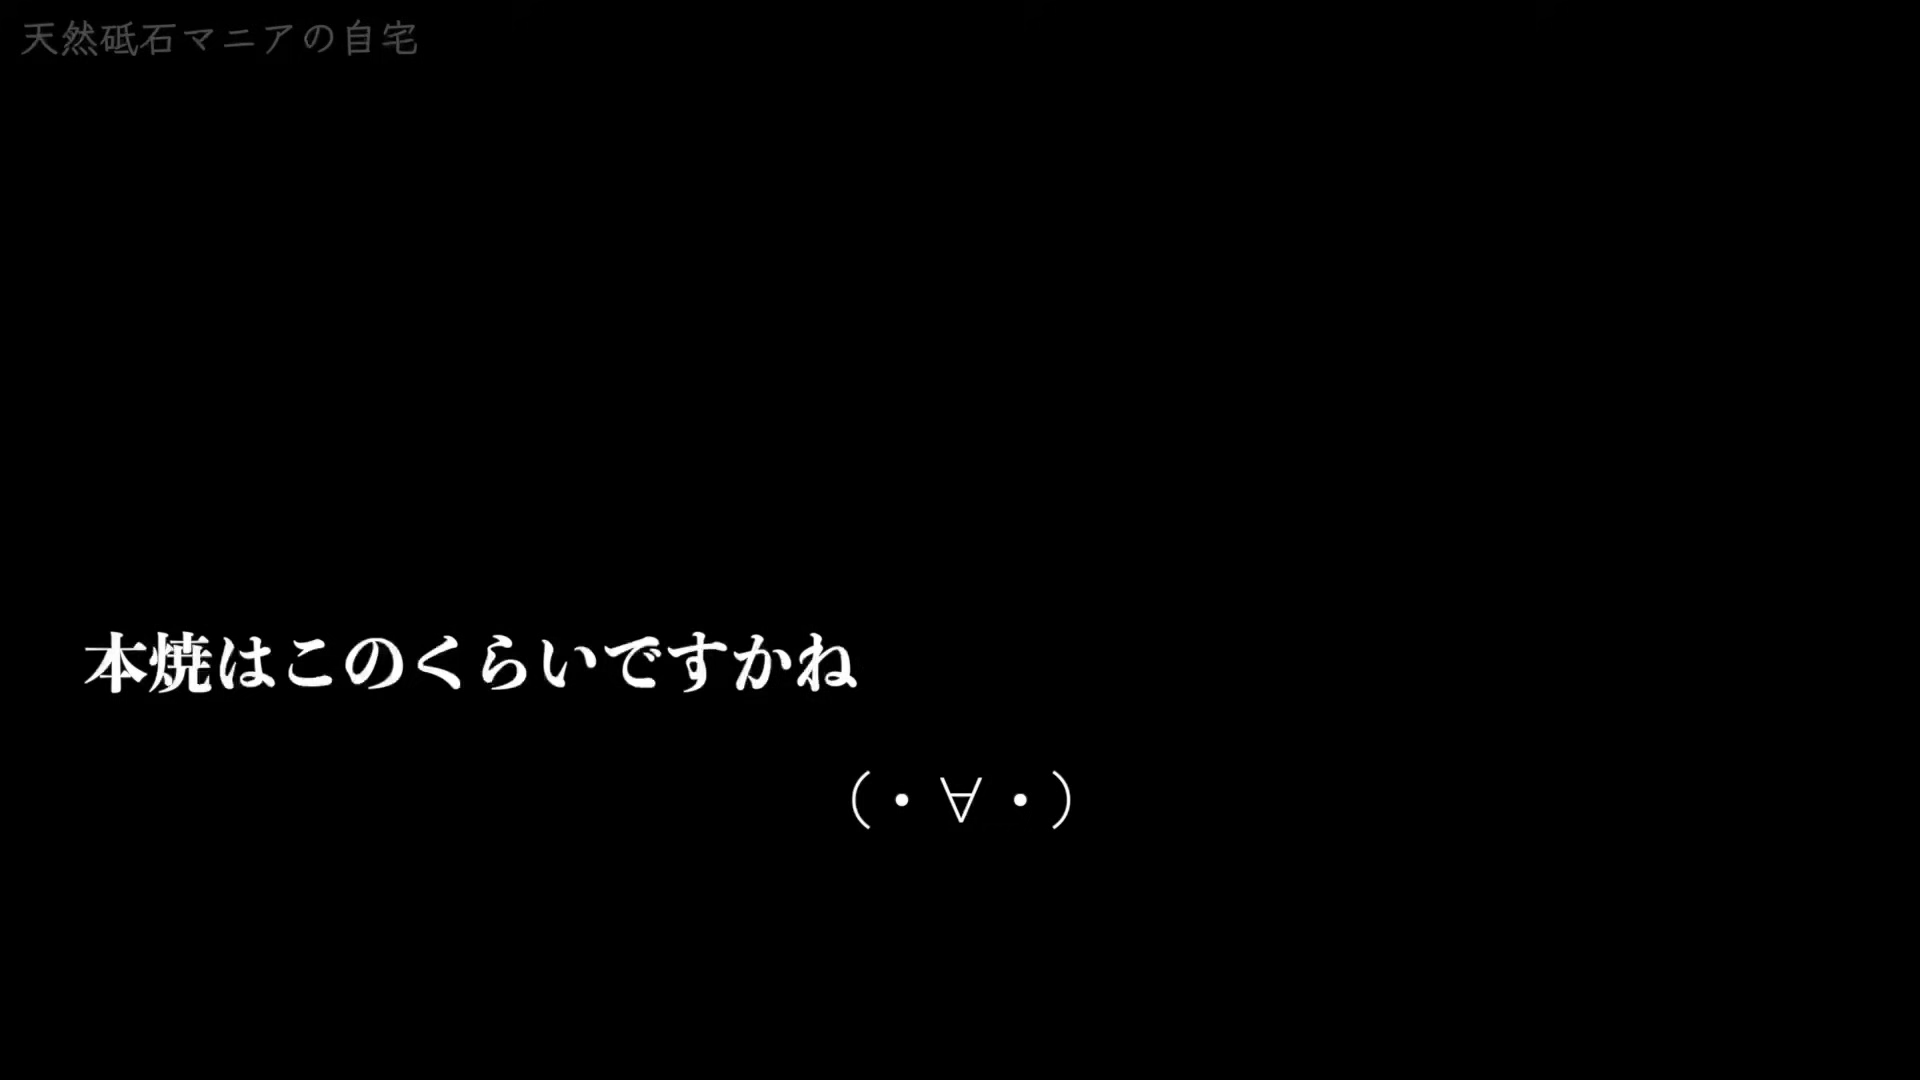 天然砥石マニアの自宅
本焼はこのくらいですかね
（・∀・）